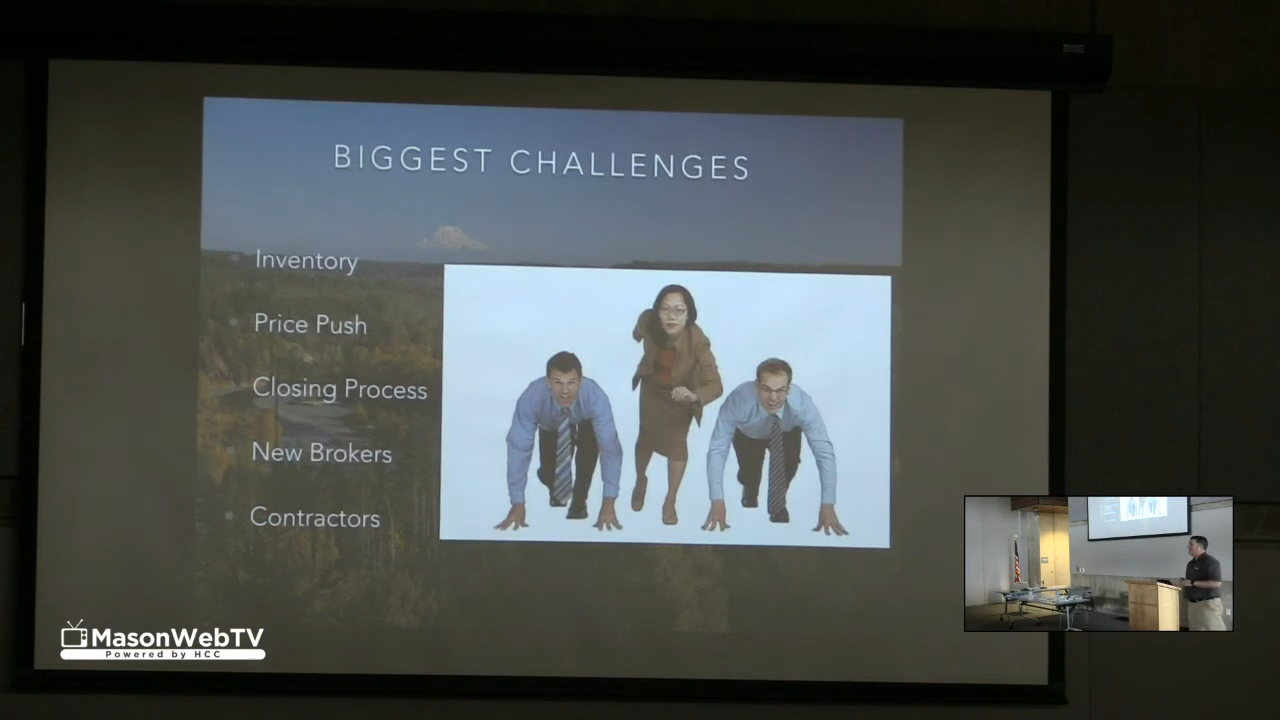 BIGGEST CHALLENGES
Inventory
Price Push
Closing Process
New Brokers
Contractors
MasonWebTV
Powered by HCC